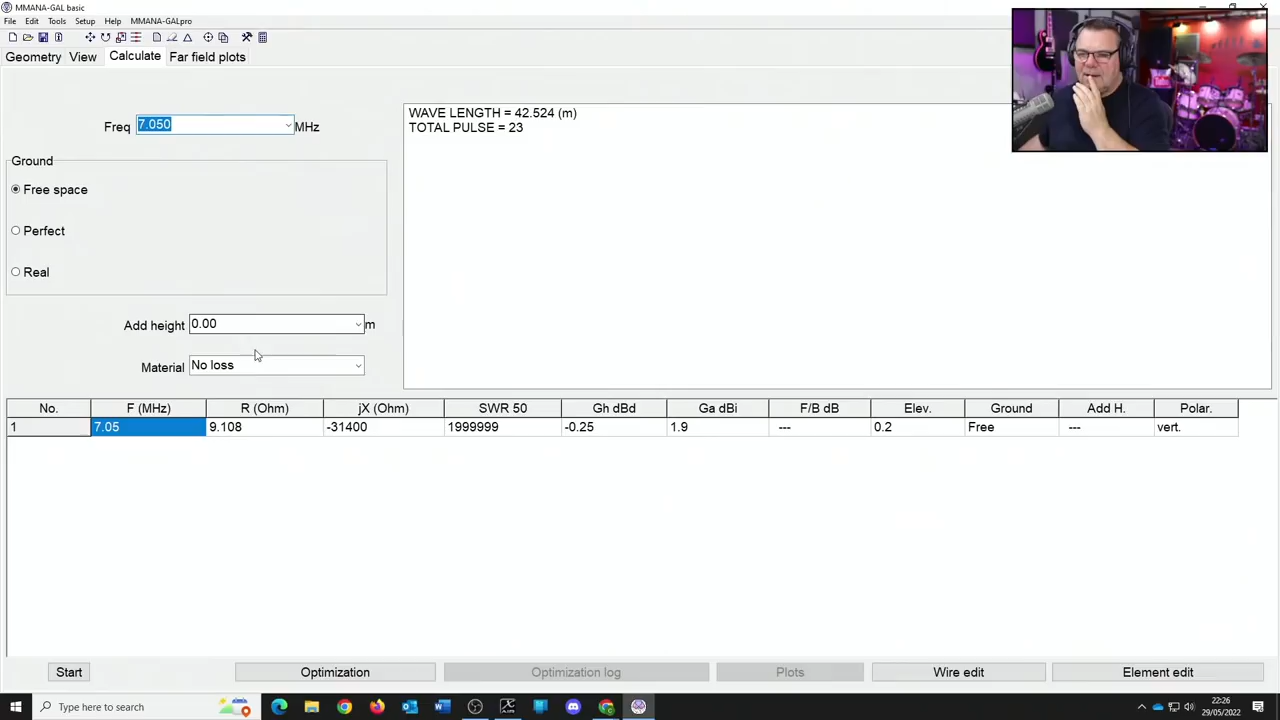 MMANA-GAL basic
File Edit Tools Setup Help MMANA-GALpro
Geometry View Calculate Far field plots
Freq 7.050 MHz
WAVE LENGTH = 42.524 (m)
TOTAL PULSE = 23
Ground
Free space
Perfect
Real
Add height 0.00 m
Material No loss
No. F (MHz) R (Ohm) jX (Ohm) SWR 50 Gh dBd Ga dBi F/B dB Elev. Ground Add H. Polar.
1 7.05 9.108 -31400 1999999 -0.25 1.9 --- 0.2 Free --- vert.
Start Optimization Optimization log Plots Wire edit Element edit
Type here to search
22:26
29/05/2022